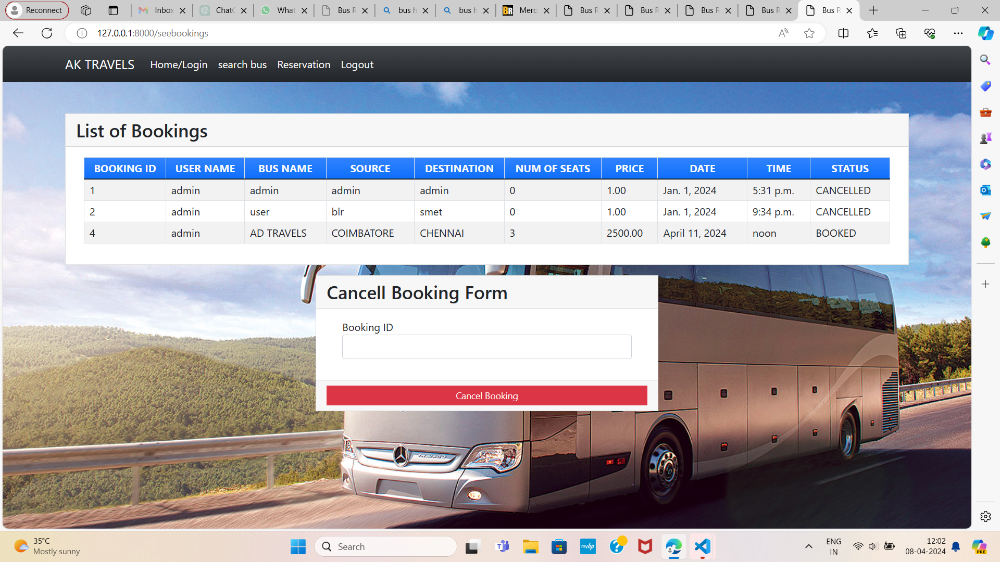 Reconnect
Inbox
ChatG
What
Bus R
bus h
bus h
Merce
Bus R
Bus R
Bus R
Bus R
Bus R
127.0.0.1:8000/seebookings
AK TRAVELS Home/Login search bus Reservation Logout
List of Bookings
BOOKING ID USER NAME BUS NAME SOURCE DESTINATION NUM OF SEATS PRICE DATE TIME STATUS
1 admin admin admin admin 0 1.00 Jan. 1, 2024 5:31 p.m. CANCELLED
2 admin user blr smet 0 1.00 Jan. 1, 2024 9:34 p.m. CANCELLED
4 admin AD TRAVELS COIMBATORE CHENNAI 3 2500.00 April 11, 2024 noon BOOKED
Cancell Booking Form
Booking ID
Cancel Booking
TRAVEGO
35°C
Mostly sunny
Search
myhp
ENG
IN
12:02
08-04-2024
PRE